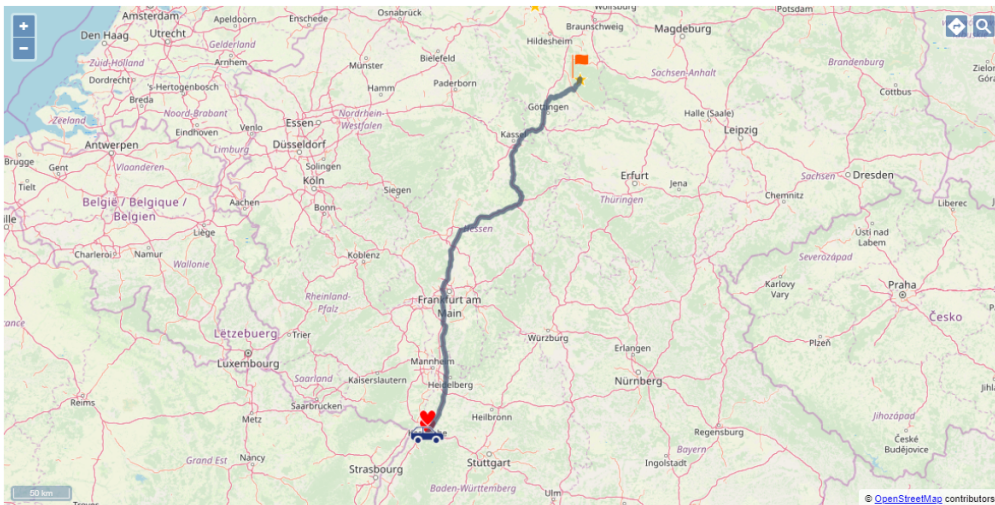 Amsterdam
Apeldoorn
Enschede
Osnabrück
Wolfsburg
Potsdam
+
−
Den Haag
Utrecht
Gelderland
Hildesheim
Braunschweig
Magdeburg
Zuid-Holland
Arnhem
Münster
Bielefeld
Sachsen-Anhalt
Brandenburg
Dordrecht
's-Hertogenbosch
Hamm
Paderborn
Cottbus
Breda
Noord-Brabant
Göttingen
Halle (Saale)
Zeeland
Eindhoven
Venlo
Essen
Nordrhein-
Westfalen
Kassel
Leipzig
Antwerpen
Limburg
Düsseldorf
Brugge
Gent
Vlaanderen
Solingen
Sachsen
Dresden
Tielt
Köln
Siegen
Erfurt
Jena
Chemnitz
België / Belgique /
Belgien
Aachen
Bonn
Thüringen
Liberec
Liège
Hessen
Ústí nad
Labem
Charleroi
Namur
Wallonie
Koblenz
Severozápad
Karlovy
Vary
Praha
Rheinland-
Pfalz
Frankfurt am
Main
Česko
Lëtzebuerg
Trier
Würzburg
Plzeň
Luxembourg
Mannheim
Erlangen
Saarland
Kaiserslautern
Heidelberg
Nürnberg
Reims
Saarbrücken
Metz
Heilbronn
Jihozápad
Regensburg
Grand Est
Nancy
Strasbourg
Stuttgart
Ingolstadt
Bayern
České
Budějovice
50 km
Baden-Württemberg
Ulm
Troyes
© OpenStreetMap contributors